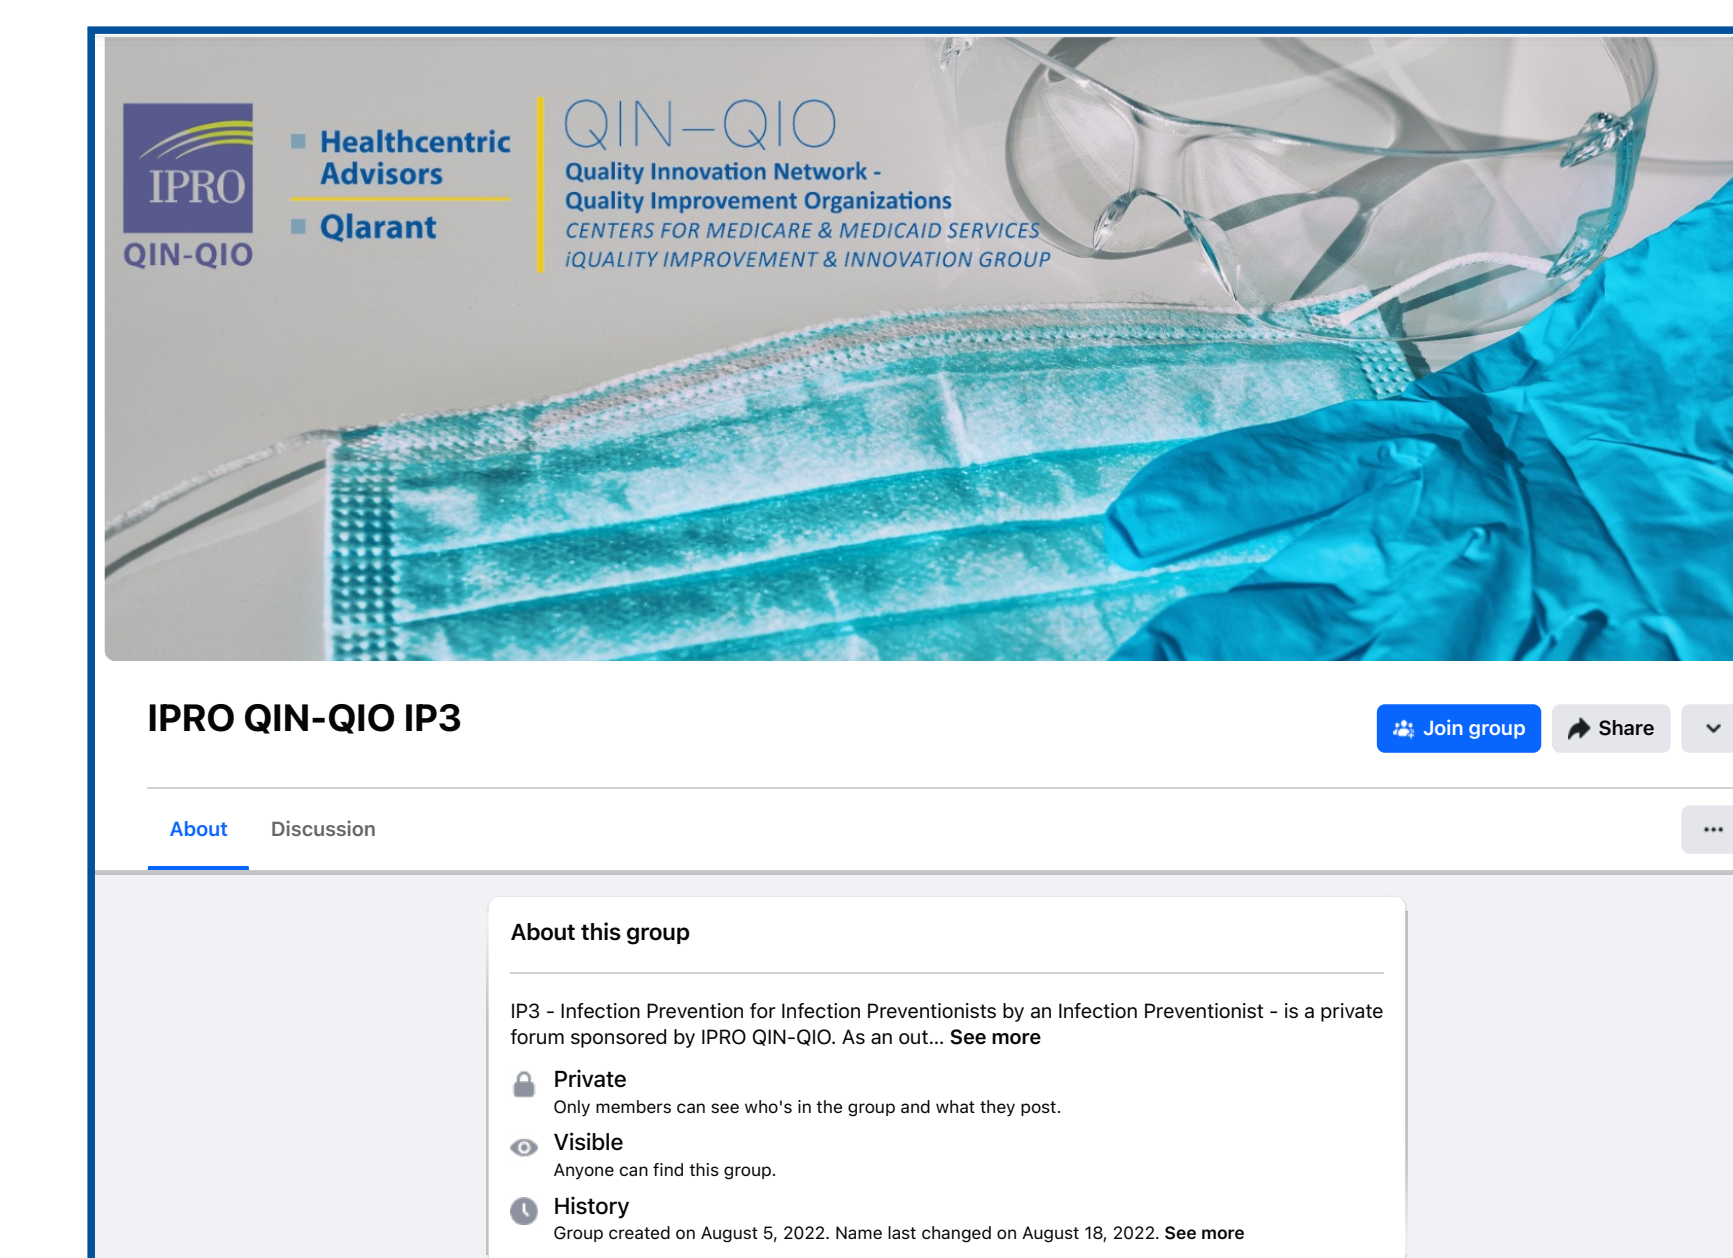 IPRO
QIN-QIO
Healthcentric
Advisors
Qlarant
QIN–QIO
Quality Innovation Network -
Quality Improvement Organizations
CENTERS FOR MEDICARE & MEDICAID SERVICES
iQUALITY IMPROVEMENT & INNOVATION GROUP
IPRO QIN-QIO IP3
Join group
Share
About
Discussion
About this group
IP3 - Infection Prevention for Infection Preventionists by an Infection Preventionist - is a private
forum sponsored by IPRO QIN-QIO. As an out... See more
Private
Only members can see who's in the group and what they post.
Visible
Anyone can find this group.
History
Group created on August 5, 2022. Name last changed on August 18, 2022. See more